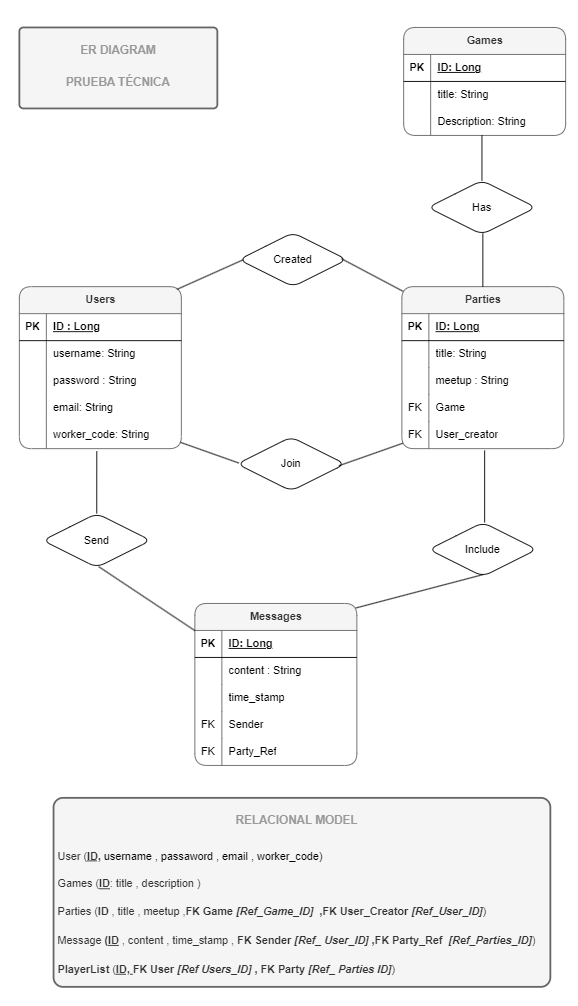 ER DIAGRAM
PRUEBA TÉCNICA
Games
PK ID: Long
title: String
Description: String
Has
Created
Users
PK ID : Long
username: String
password : String
email: String
worker_code: String
Parties
PK ID: Long
title: String
meetup : String
FK Game
FK User_creator
Join
Send
Include
Messages
PK ID: Long
content : String
time_stamp
FK Sender
FK Party_Ref
RELACIONAL MODEL
User (ID, username , passaword , email , worker_code)
Games (ID: title , description )
Parties (ID , title , meetup ,FK Game [Ref_Game_ID] ,FK User_Creator [Ref_User_ID])
Message (ID , content , time_stamp , FK Sender [Ref_ User_ID] ,FK Party_Ref [Ref_Parties_ID])
PlayerList (ID, FK User [Ref Users_ID] , FK Party [Ref_ Parties ID])